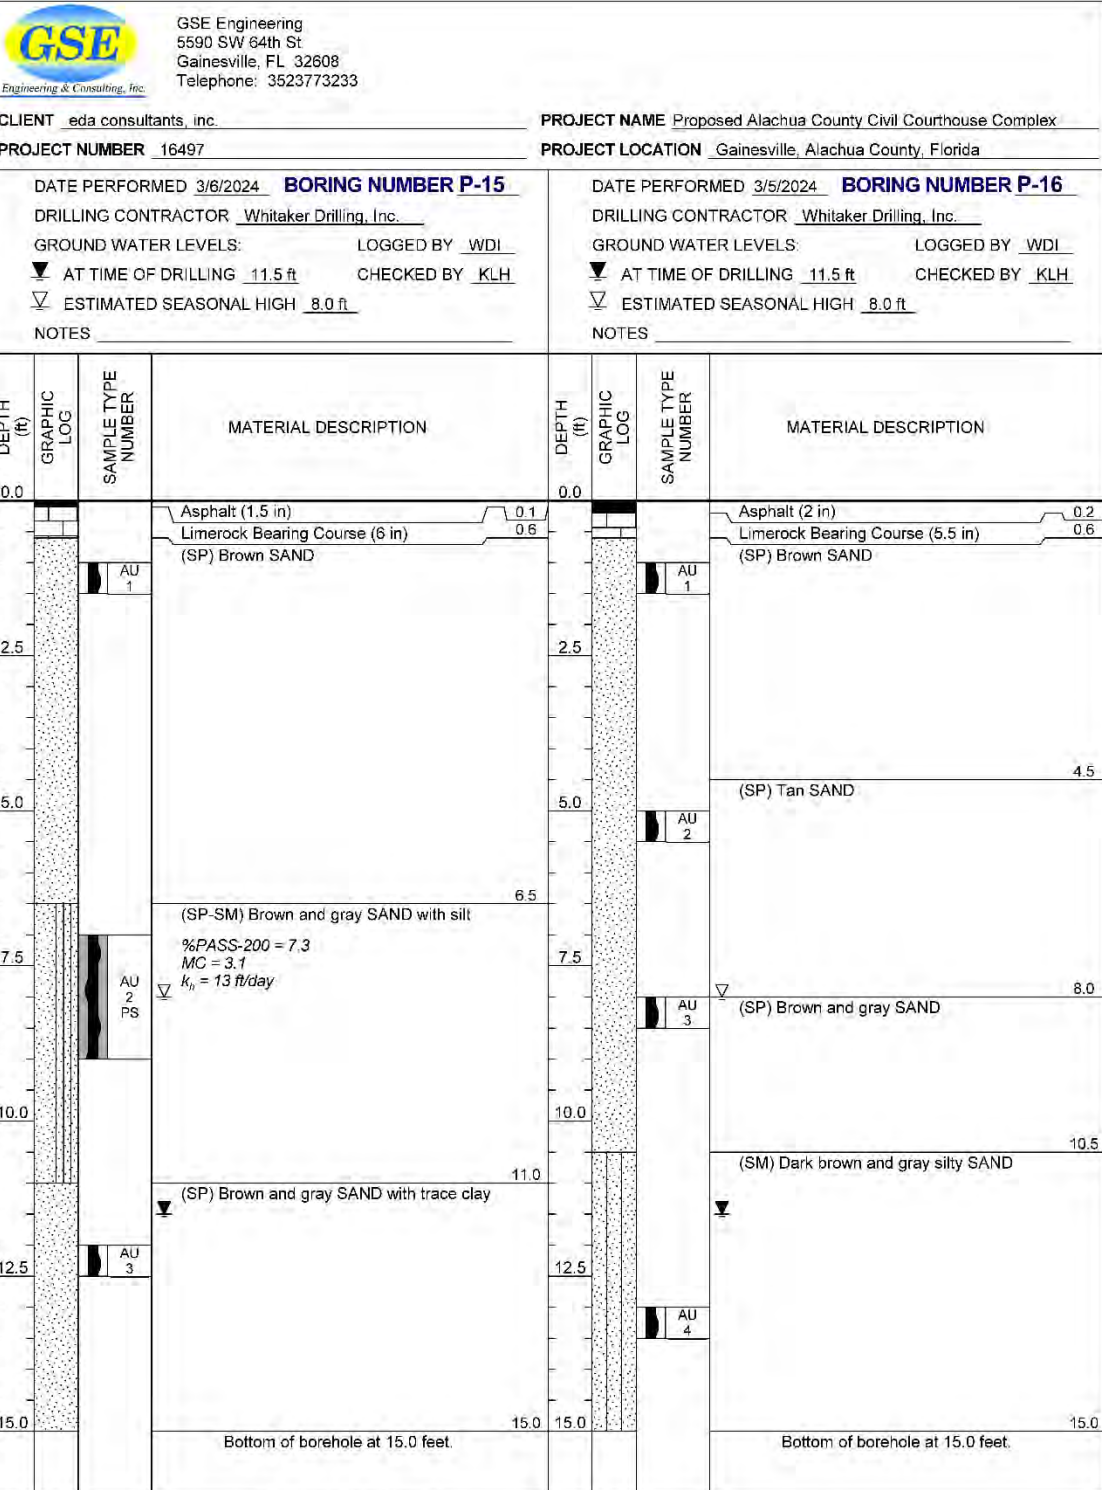 GSE
Engineering & Consulting, Inc.
GSE Engineering
5590 SW 64th St
Gainesville, FL 32608
Telephone: 3523773233
CLIENT eda consultants, inc.
PROJECT NAME Proposed Alachua County Civil Courthouse Complex
PROJECT NUMBER 16497
PROJECT LOCATION Gainesville, Alachua County, Florida
DATE PERFORMED 3/6/2024 BORING NUMBER P-15
DRILLING CONTRACTOR Whitaker Drilling, Inc.
GROUND WATER LEVELS: LOGGED BY WDI
AT TIME OF DRILLING 11.5 ft CHECKED BY KLH
ESTIMATED SEASONAL HIGH 8.0 ft
NOTES
DEPTH (ft)
GRAPHIC LOG
SAMPLE TYPE NUMBER
MATERIAL DESCRIPTION
0.0
Asphalt (1.5 in) 0.1
Limerock Bearing Course (6 in) 0.6
(SP) Brown SAND
AU
1
2.5
5.0
6.5
(SP-SM) Brown and gray SAND with silt
%PASS-200 = 7.3
7.5
MC = 3.1
kh = 13 ft/day
AU
2
PS
10.0
11.0
(SP) Brown and gray SAND with trace clay
AU
3
12.5
15.0
15.0
Bottom of borehole at 15.0 feet.
DATE PERFORMED 3/5/2024 BORING NUMBER P-16
DRILLING CONTRACTOR Whitaker Drilling, Inc.
GROUND WATER LEVELS: LOGGED BY WDI
AT TIME OF DRILLING 11.5 ft CHECKED BY KLH
ESTIMATED SEASONAL HIGH 8.0 ft
NOTES
DEPTH (ft)
GRAPHIC LOG
SAMPLE TYPE NUMBER
MATERIAL DESCRIPTION
0.0
Asphalt (2 in) 0.2
Limerock Bearing Course (5.5 in) 0.6
(SP) Brown SAND
AU
1
2.5
4.5
(SP) Tan SAND
5.0
AU
2
7.5
8.0
(SP) Brown and gray SAND
AU
3
10.0
10.5
(SM) Dark brown and gray silty SAND
12.5
AU
4
15.0
15.0
Bottom of borehole at 15.0 feet.